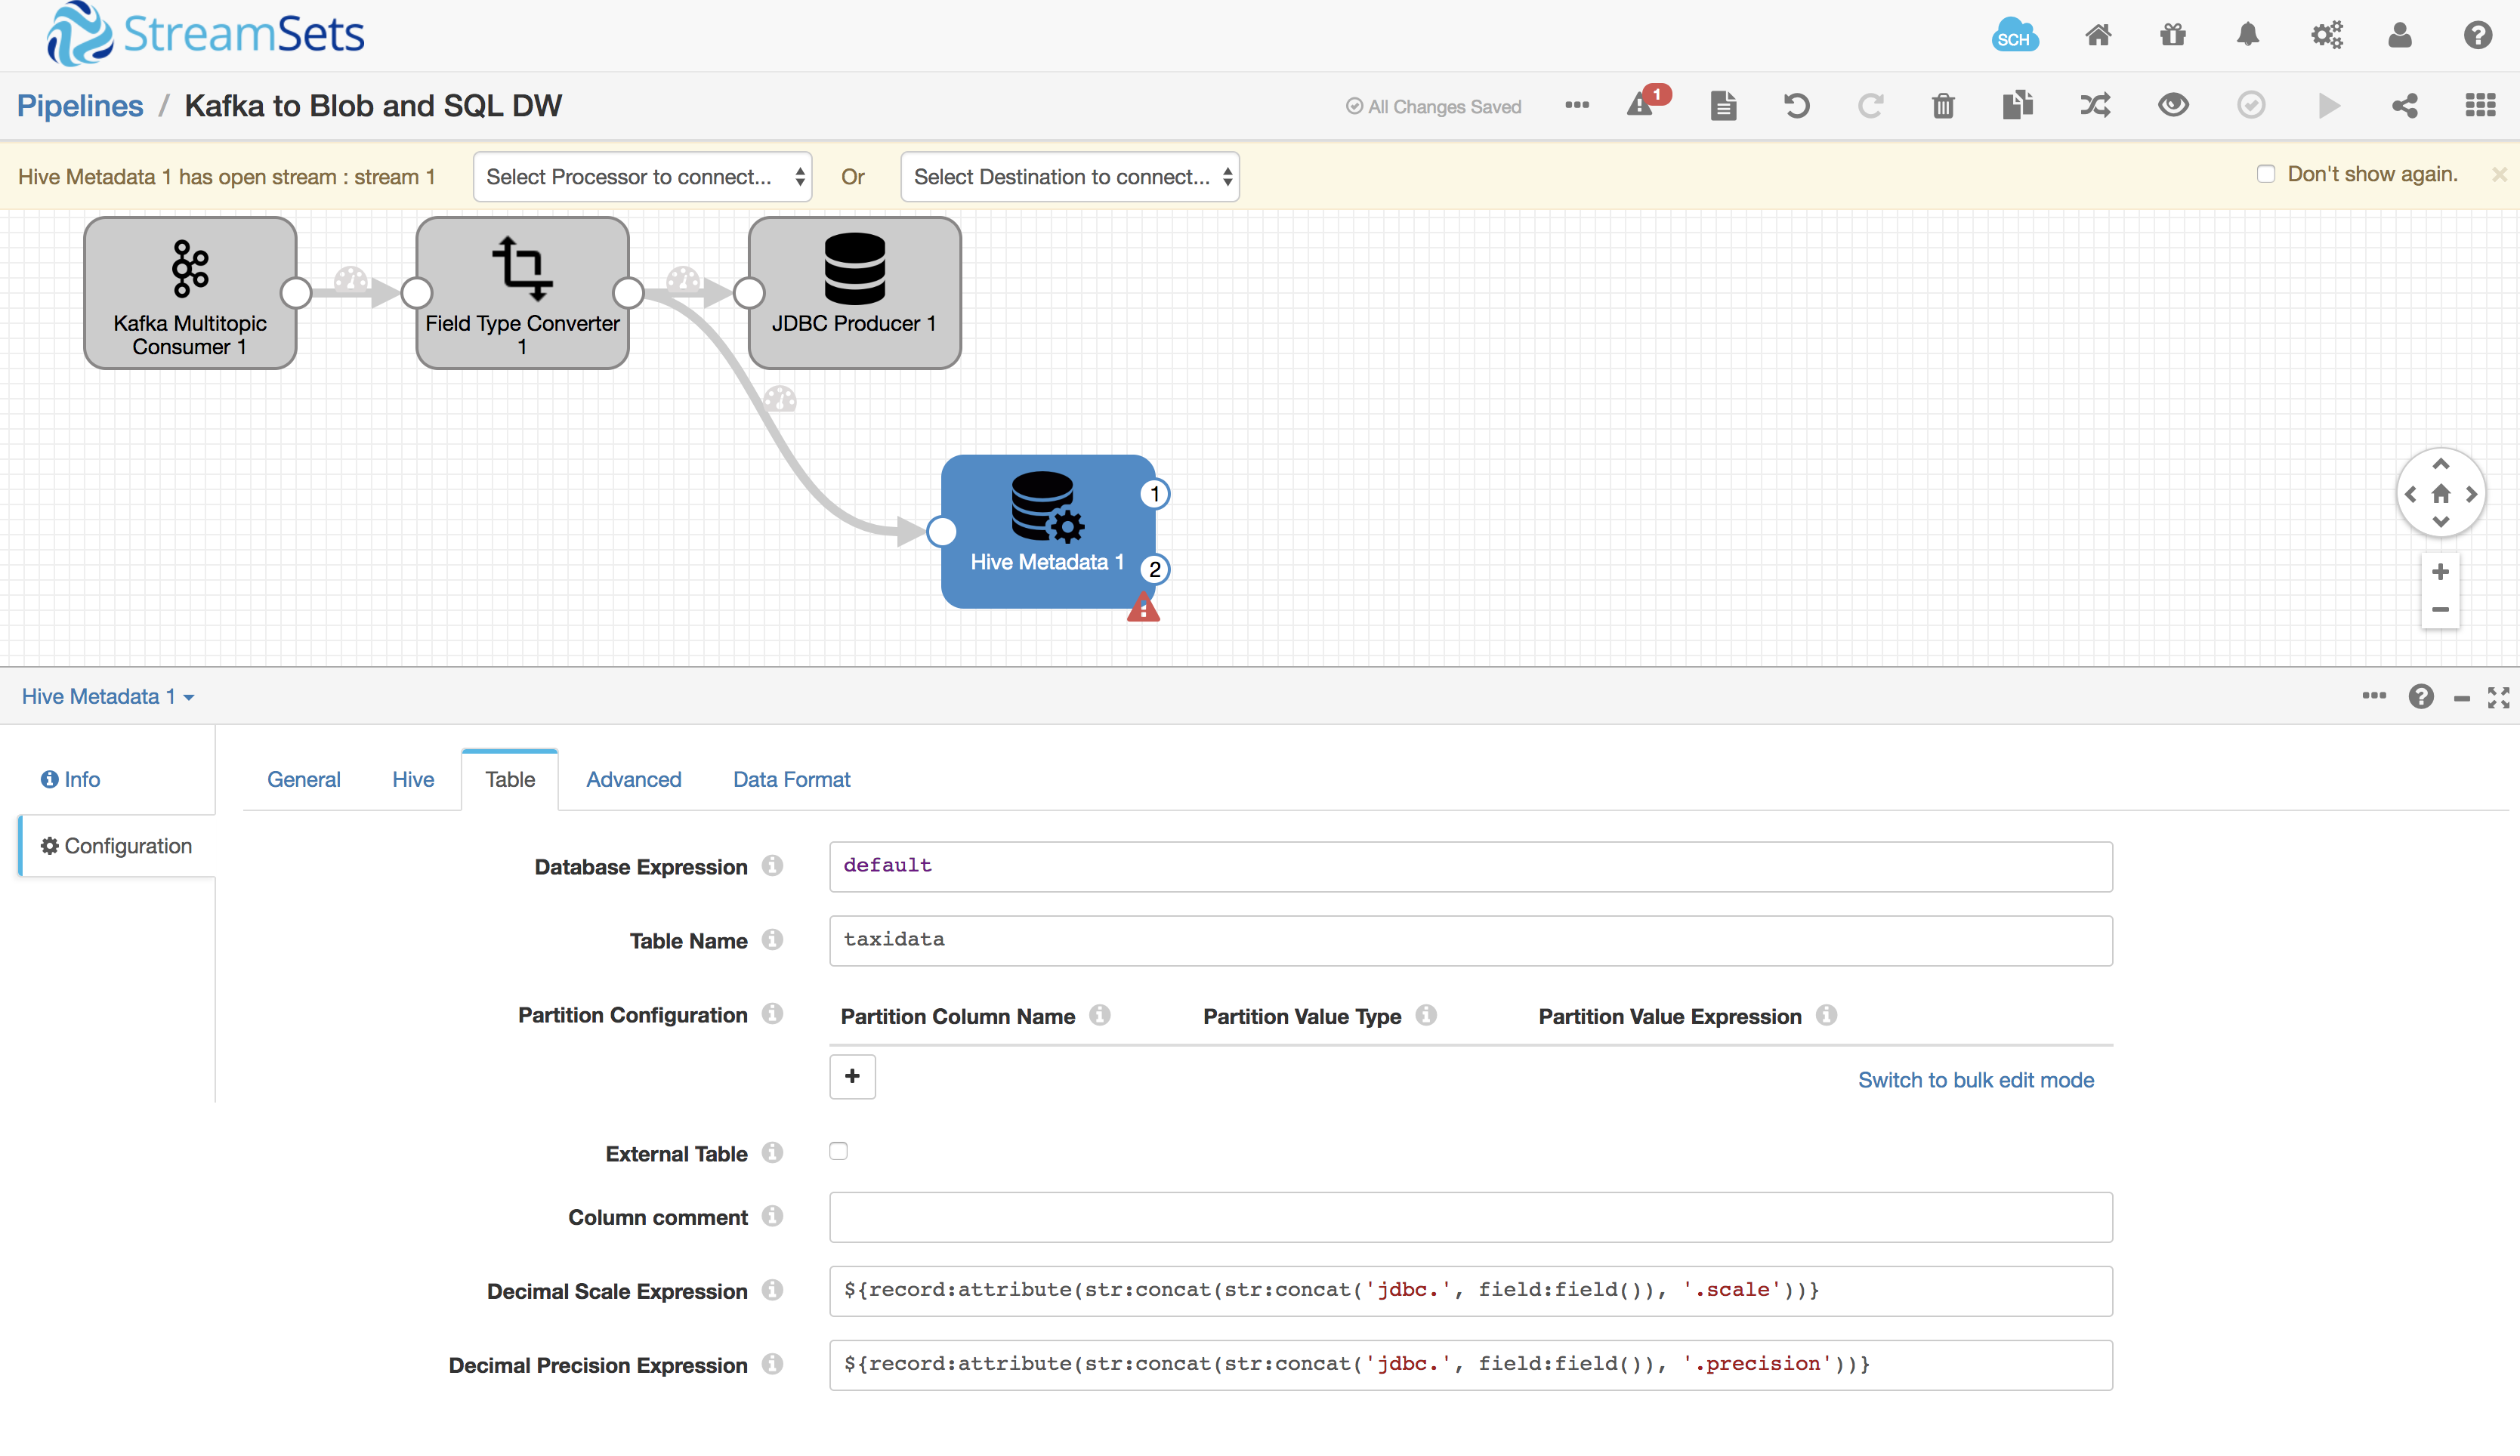 StreamSets
SCH
Pipelines / Kafka to Blob and SQL DW
All Changes Saved
1
Hive Metadata 1 has open stream : stream 1
Select Processor to connect...
Or
Select Destination to connect...
Don't show again.
Kafka Multitopic
Consumer 1
Field Type Converter
1
JDBC Producer 1
Hive Metadata 1
1
2
Hive Metadata 1
Info
Configuration
General
Hive
Table
Advanced
Data Format
Database Expression
default
Table Name
taxidata
Partition Configuration
Partition Column Name
Partition Value Type
Partition Value Expression
+
Switch to bulk edit mode
External Table
Column comment
Decimal Scale Expression
${record:attribute(str:concat(str:concat('jdbc.', field:field()), '.scale'))}
Decimal Precision Expression
${record:attribute(str:concat(str:concat('jdbc.', field:field()), '.precision'))}